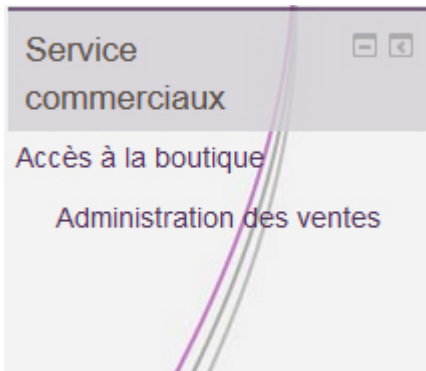 Service
commerciaux
Accès à la boutique
Administration des ventes